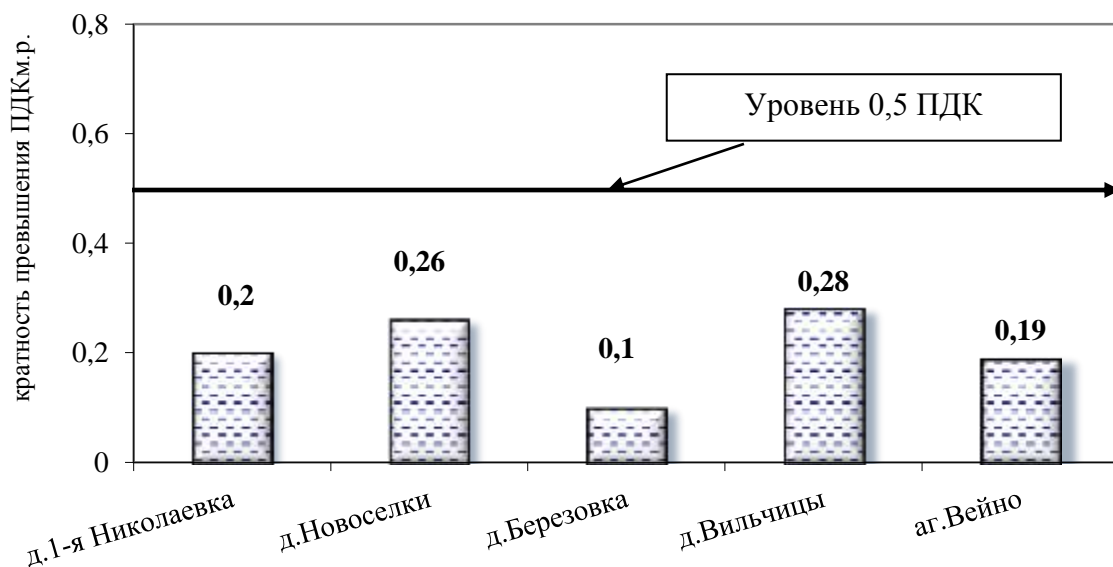 кратность превышения ПДКм.р.
0,8
0,6
0,4
0,2
0
Уровень 0,5 ПДК
0,2
0,26
0,1
0,28
0,19
д.1-я Николаевка
д.Новоселки
д.Березовка
д.Вильчицы
аг.Вейно